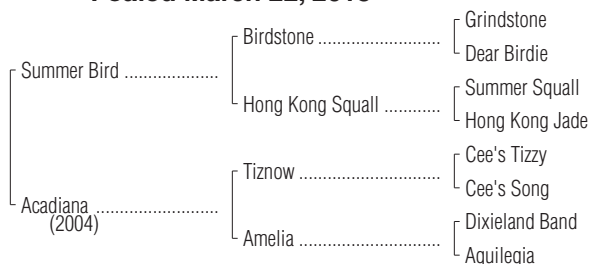 Foaled March 22,
Grindstone
Birdstone ........................
Dear Birdie
Summer Bird ...................
Summer Squall
Hong Kong Squall ...........
Hong Kong Jade
Cee's Tizzy
Tiznow ............................
Cee's Song
Acadiana ........................
(2004)
Dixieland Band
Amelia ............................
Aquilegia